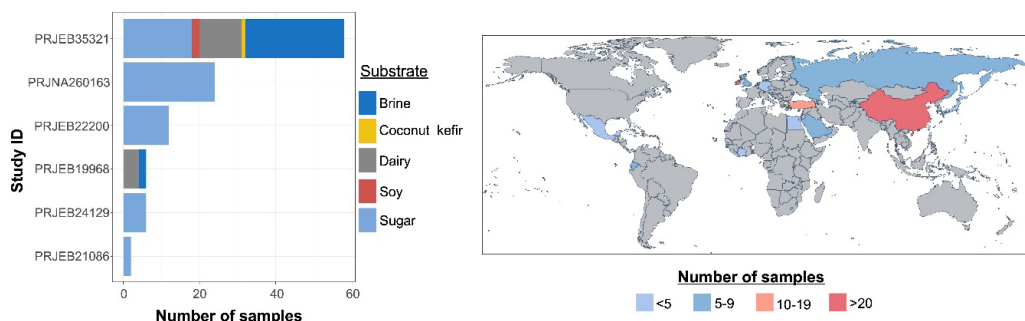 PRJEB35321
PRJNA260163
PRJEB22200
PRJEB19968
PRJEB24129
PRJEB21086
Study ID
0 20 40 60
Number of samples
Substrate
Brine
Coconut kefir
Dairy
Soy
Sugar
Number of samples
<5 5-9 10-19 >20